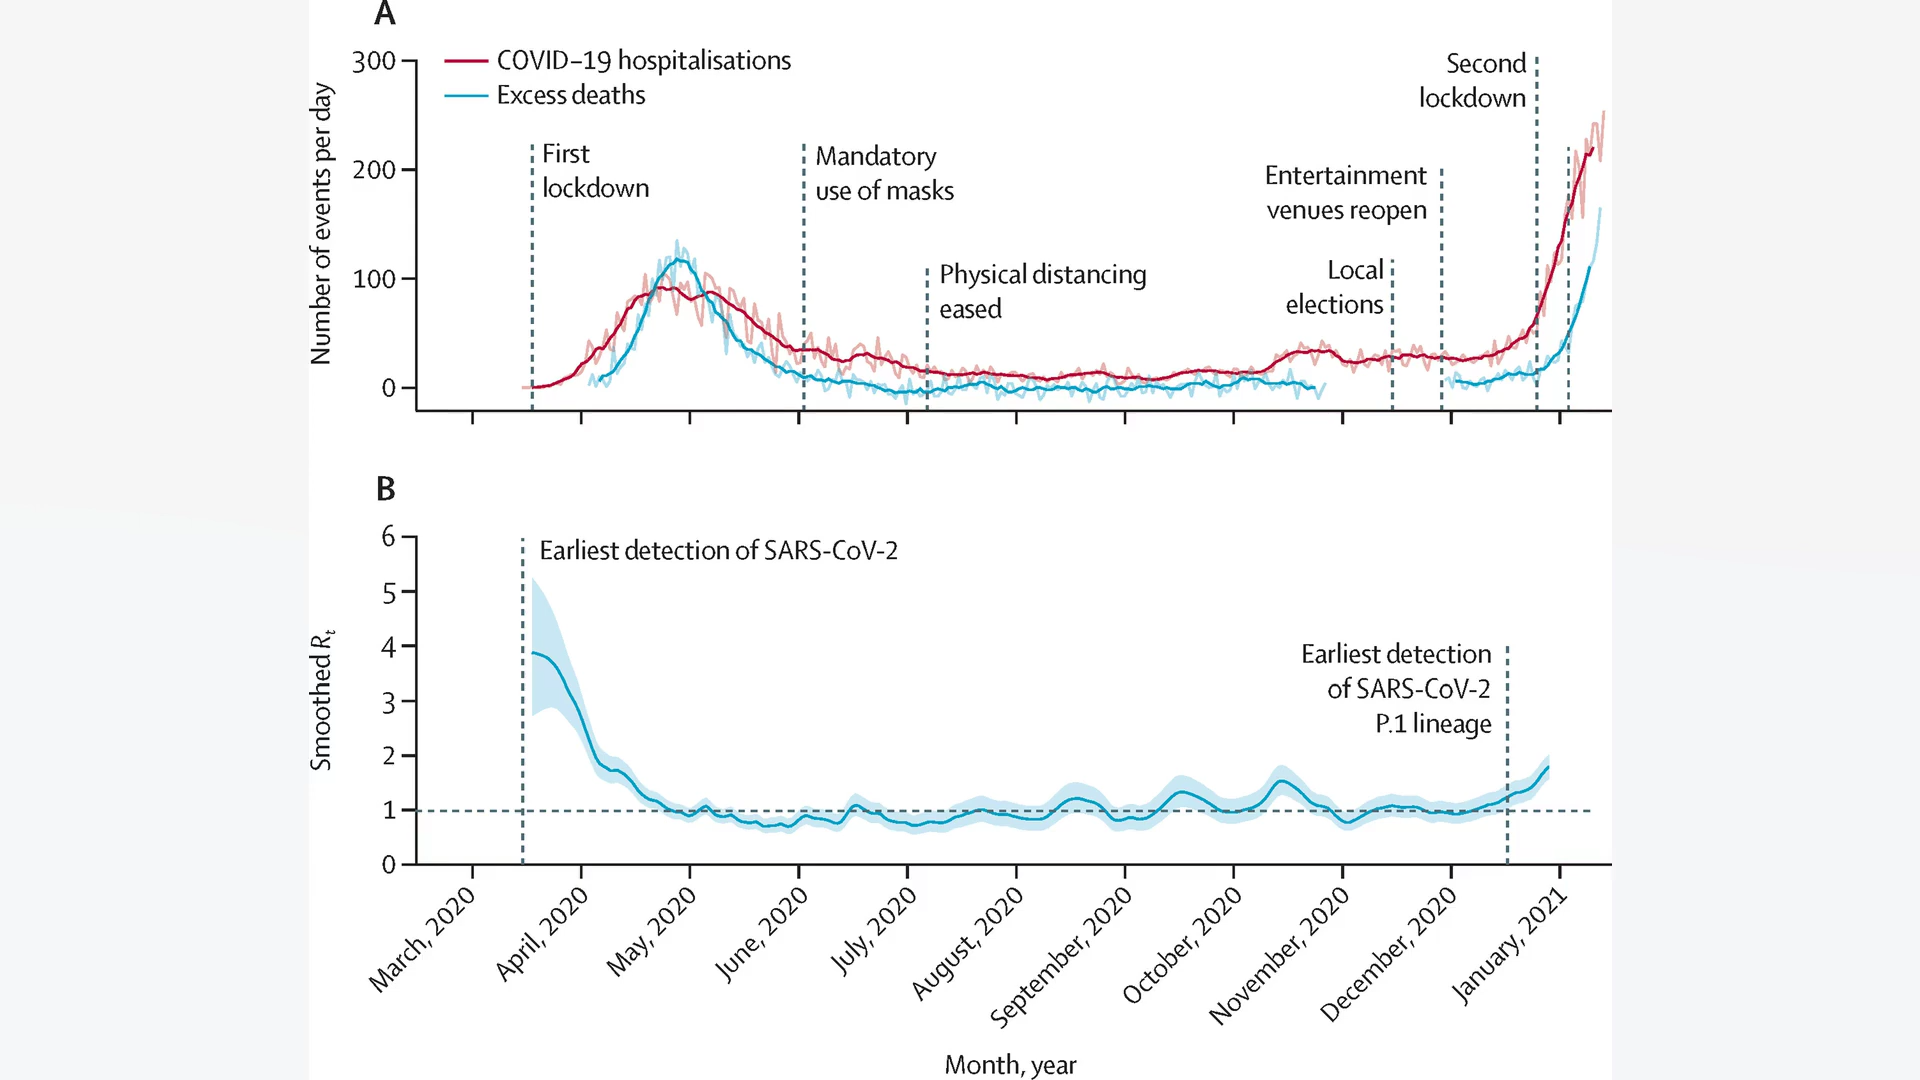 A
300
200
100
0
Number of events per day
COVID–19 hospitalisations
Excess deaths
First
lockdown
Mandatory
use of masks
Physical distancing
eased
Local
elections
Entertainment
venues reopen
Second
lockdown
B
6
5
4
3
2
1
0
Smoothed Rt
Earliest detection of SARS-CoV-2
Earliest detection
of SARS-CoV-2
P.1 lineage
March, 2020
April, 2020
May, 2020
June, 2020
July, 2020
August, 2020
September, 2020
October, 2020
November, 2020
December, 2020
January, 2021
Month, year